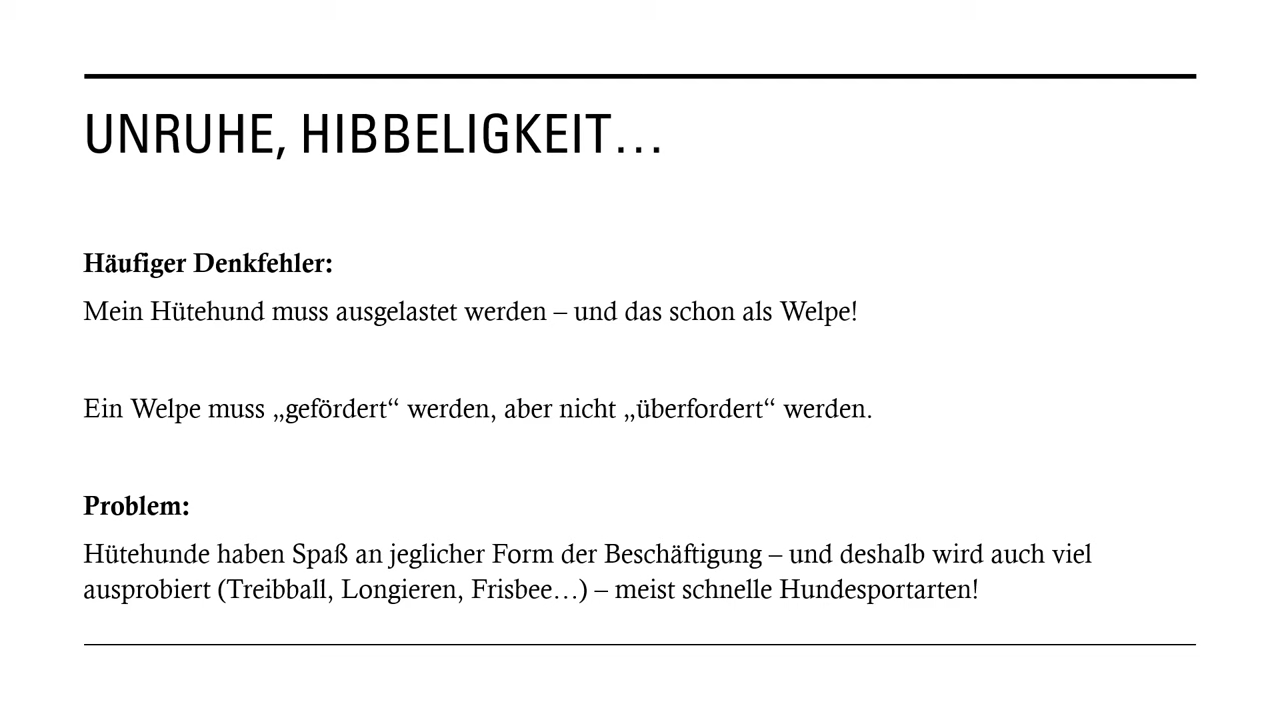 UNRUHE, HIBBELIGKEIT…
Häufiger Denkfehler:
Mein Hütehund muss ausgelastet werden – und das schon als Welpe!
Ein Welpe muss „gefördert“ werden, aber nicht „überfordert“ werden.
Problem:
Hütehunde haben Spaß an jeglicher Form der Beschäftigung – und deshalb wird auch viel
ausprobiert (Treibball, Longieren, Frisbee…) – meist schnelle Hundesportarten!